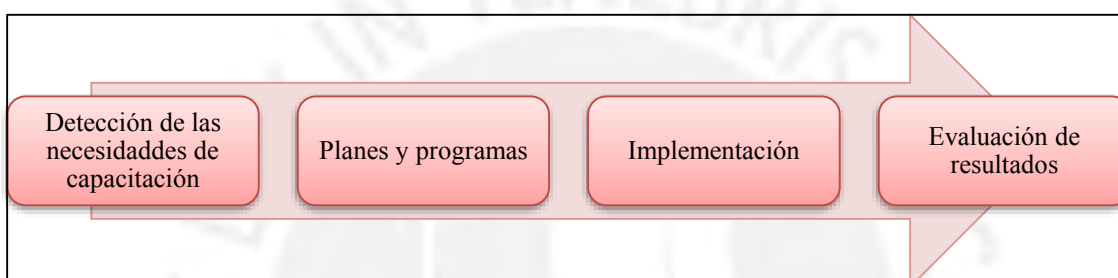 Detección de las
necesidaddes de
capacitación
Planes y programas
Implementación
Evaluación de
resultados